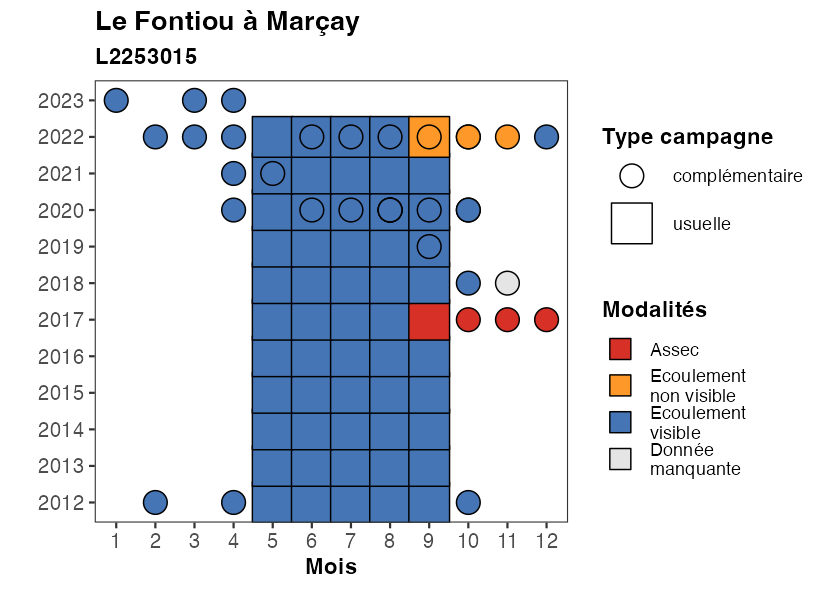 Le Fontiou à Marçay
L2253015
2023
2022
2021
2020
2019
2018
2017
2016
2015
2014
2013
2012
1 2 3 4 5 6 7 8 9 10 11 12
Mois
Type campagne
complémentaire
usuelle
Modalités
Assec
Ecoulement
non visible
Ecoulement
visible
Donnée
manquante